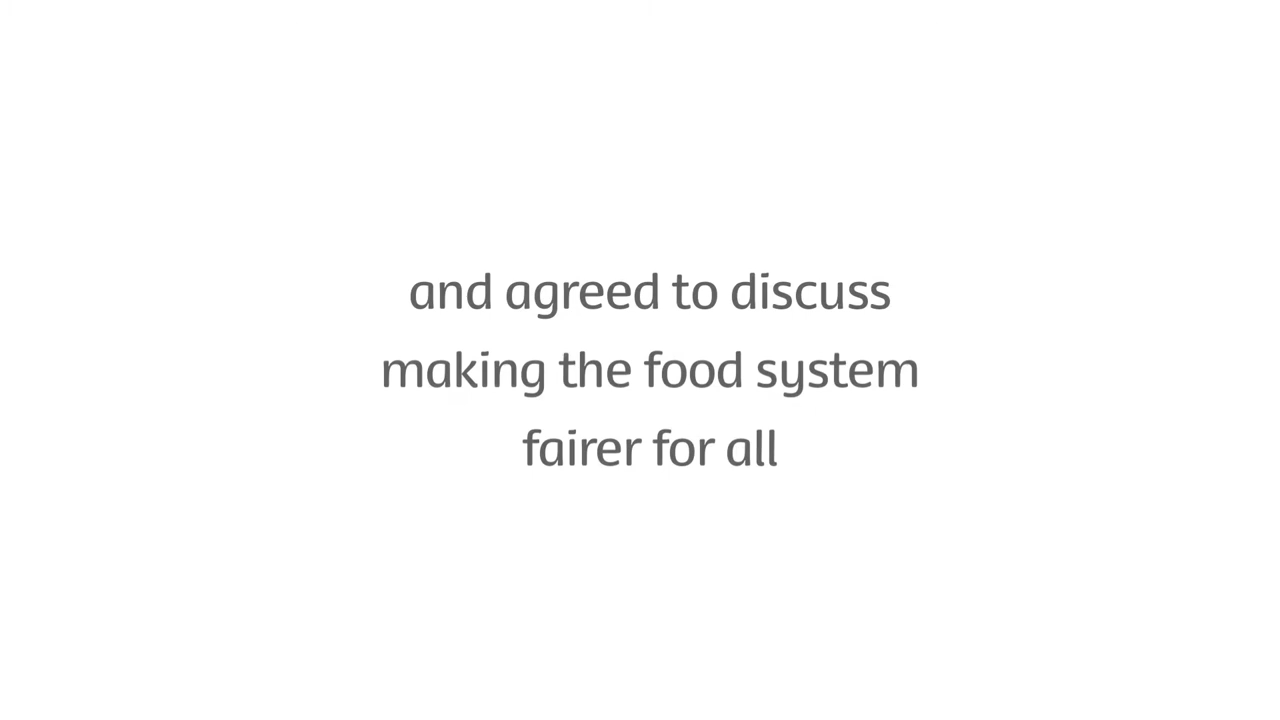 and agreed to discuss
making the food system
fairer for all